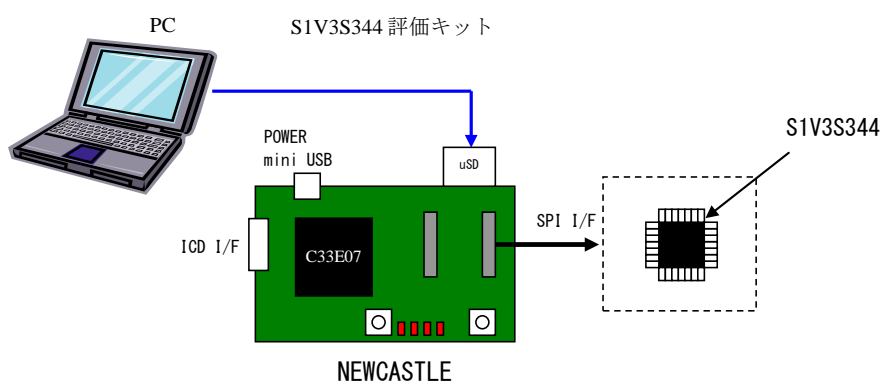 PC
S1V3S344 評価キット
S1V3S344
POWER
mini USB
uSD
SPI I/F
ICD I/F
C33E07
NEWCASTLE